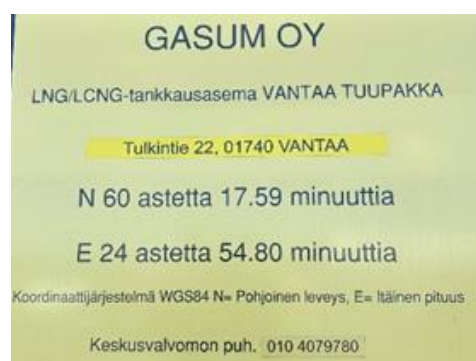 GASUM OY
LNG/LCNG-tankkausasema VANTAA TUUPAKKA
Tulkintie 22, 01740 VANTAA
N 60 astetta 17.59 minuuttia
E 24 astetta 54.80 minuuttia
Koordinaattijärjestelmä WGS84 N= Pohjoinen leveys, E= Itäinen pituus
Keskusvalvomon puh. 010 4079780